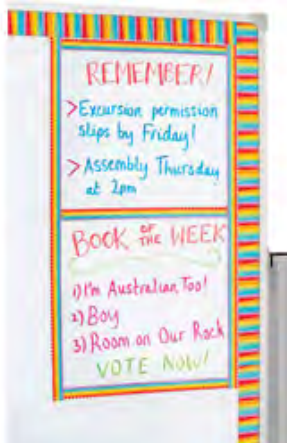 REMEMBER!
>Excursion permission
slips by Friday!
>Assembly Thursday
at 2pm
BOOK OF THE WEEK
1) I'm Australian, Too!
2) Boy
3) Room on Our Rock
VOTE NOW!